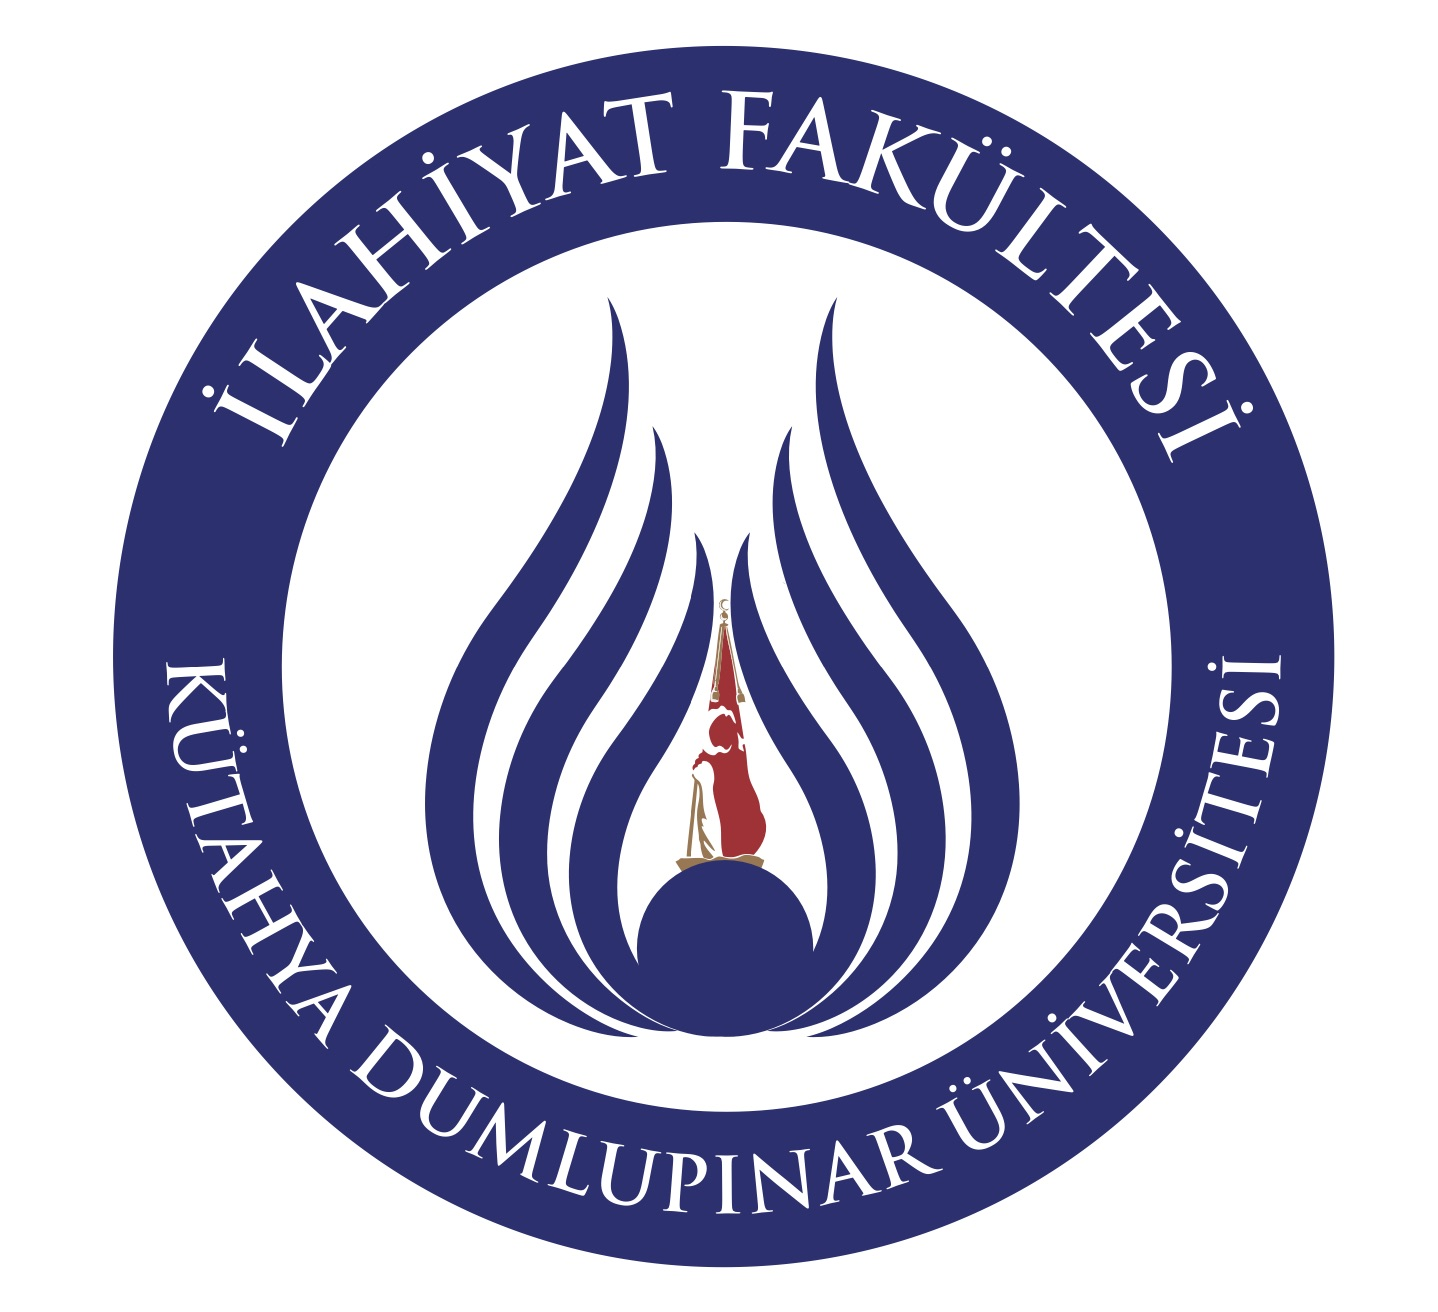 İLAHİYAT FAKÜLTESİ
KÜTAHYA DUMLUPINAR ÜNİVERSİTESİ